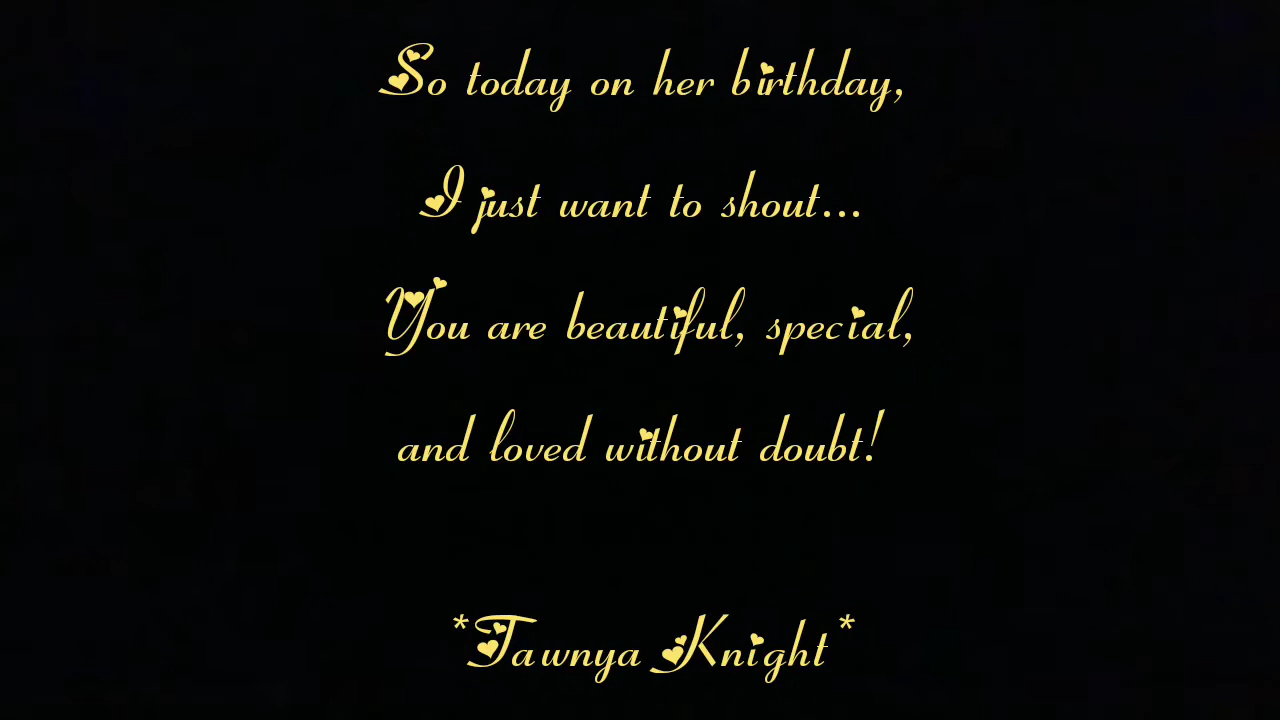 So today on her birthday,
I just want to shout...
You are beautiful, special,
and loved without doubt!
*Tawnya Knight*